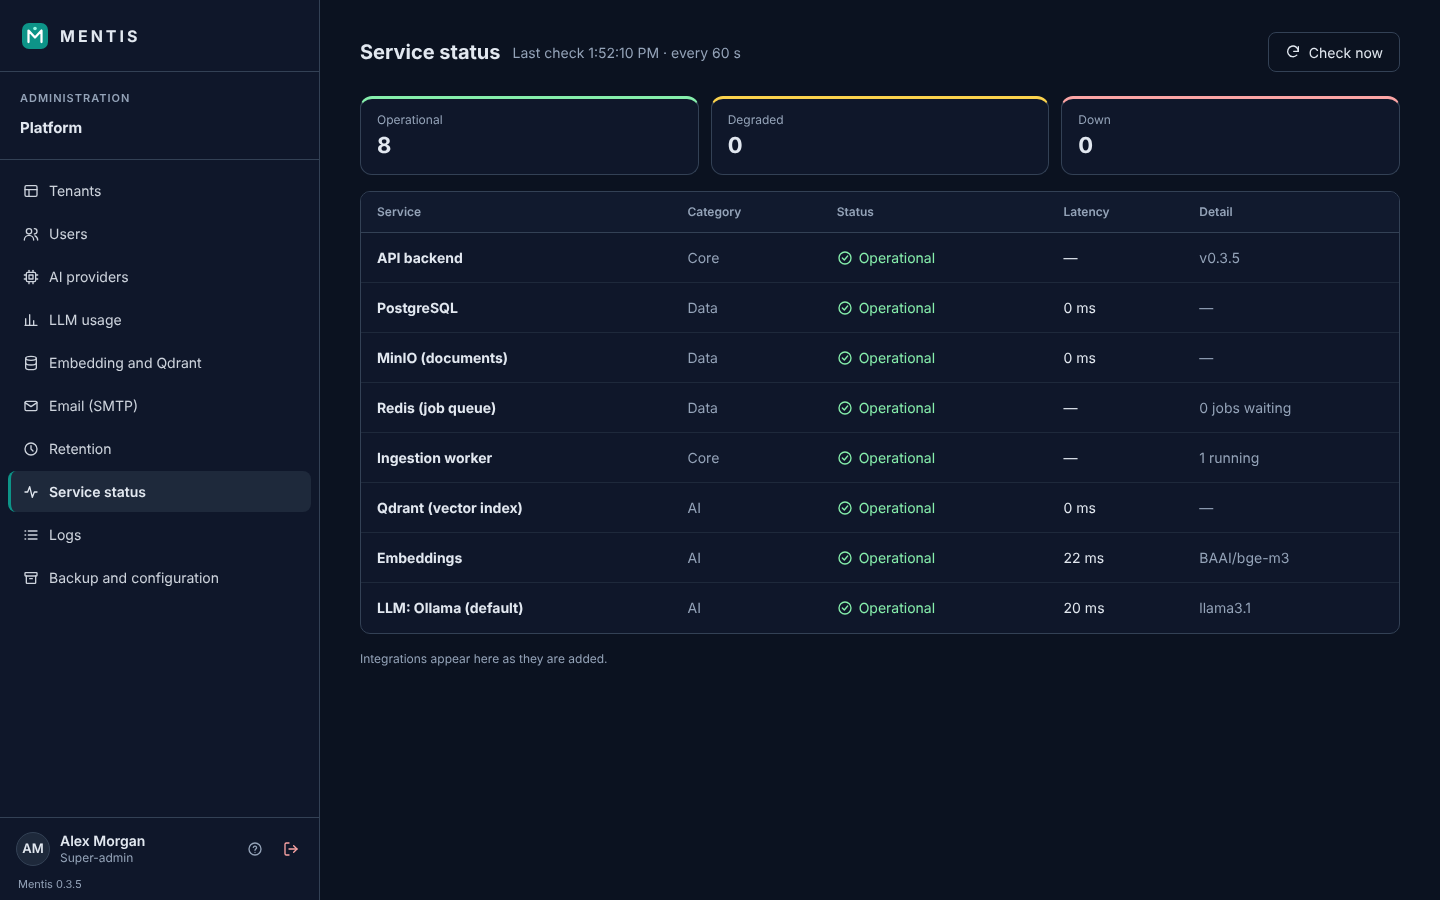 MENTIS
ADMINISTRATION
Platform
Tenants
Users
AI providers
LLM usage
Embedding and Qdrant
Email (SMTP)
Retention
Service status
Logs
Backup and configuration
AM
Alex Morgan
Super-admin
Mentis 0.3.5
Service status Last check 1:52:10 PM · every 60 s
Check now
Operational
8
Degraded
0
Down
0
Service Category Status Latency Detail
API backend Core Operational — v0.3.5
PostgreSQL Data Operational 0 ms —
MinIO (documents) Data Operational 0 ms —
Redis (job queue) Data Operational — 0 jobs waiting
Ingestion worker Core Operational — 1 running
Qdrant (vector index) AI Operational 0 ms —
Embeddings AI Operational 22 ms BAAI/bge-m3
LLM: Ollama (default) AI Operational 20 ms llama3.1
Integrations appear here as they are added.